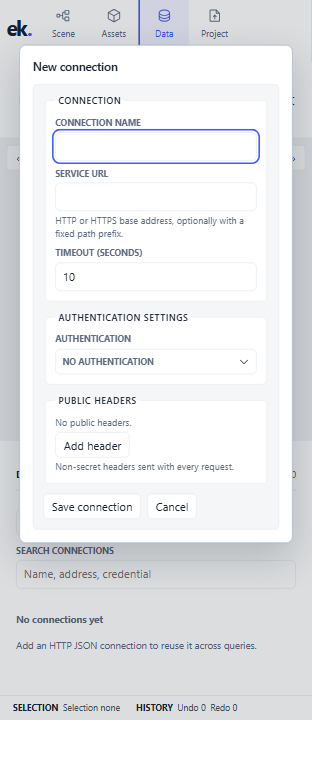 ek.
Scene
Assets
Data
Project
New connection
CONNECTION
CONNECTION NAME
SERVICE URL
HTTP or HTTPS base address, optionally with a
fixed path prefix.
TIMEOUT (SECONDS)
10
AUTHENTICATION SETTINGS
AUTHENTICATION
NO AUTHENTICATION
PUBLIC HEADERS
No public headers.
Add header
Non-secret headers sent with every request.
Save connection
Cancel
SEARCH CONNECTIONS
Name, address, credential
No connections yet
Add an HTTP JSON connection to reuse it across queries.
SELECTION Selection none HISTORY Undo 0 Redo 0